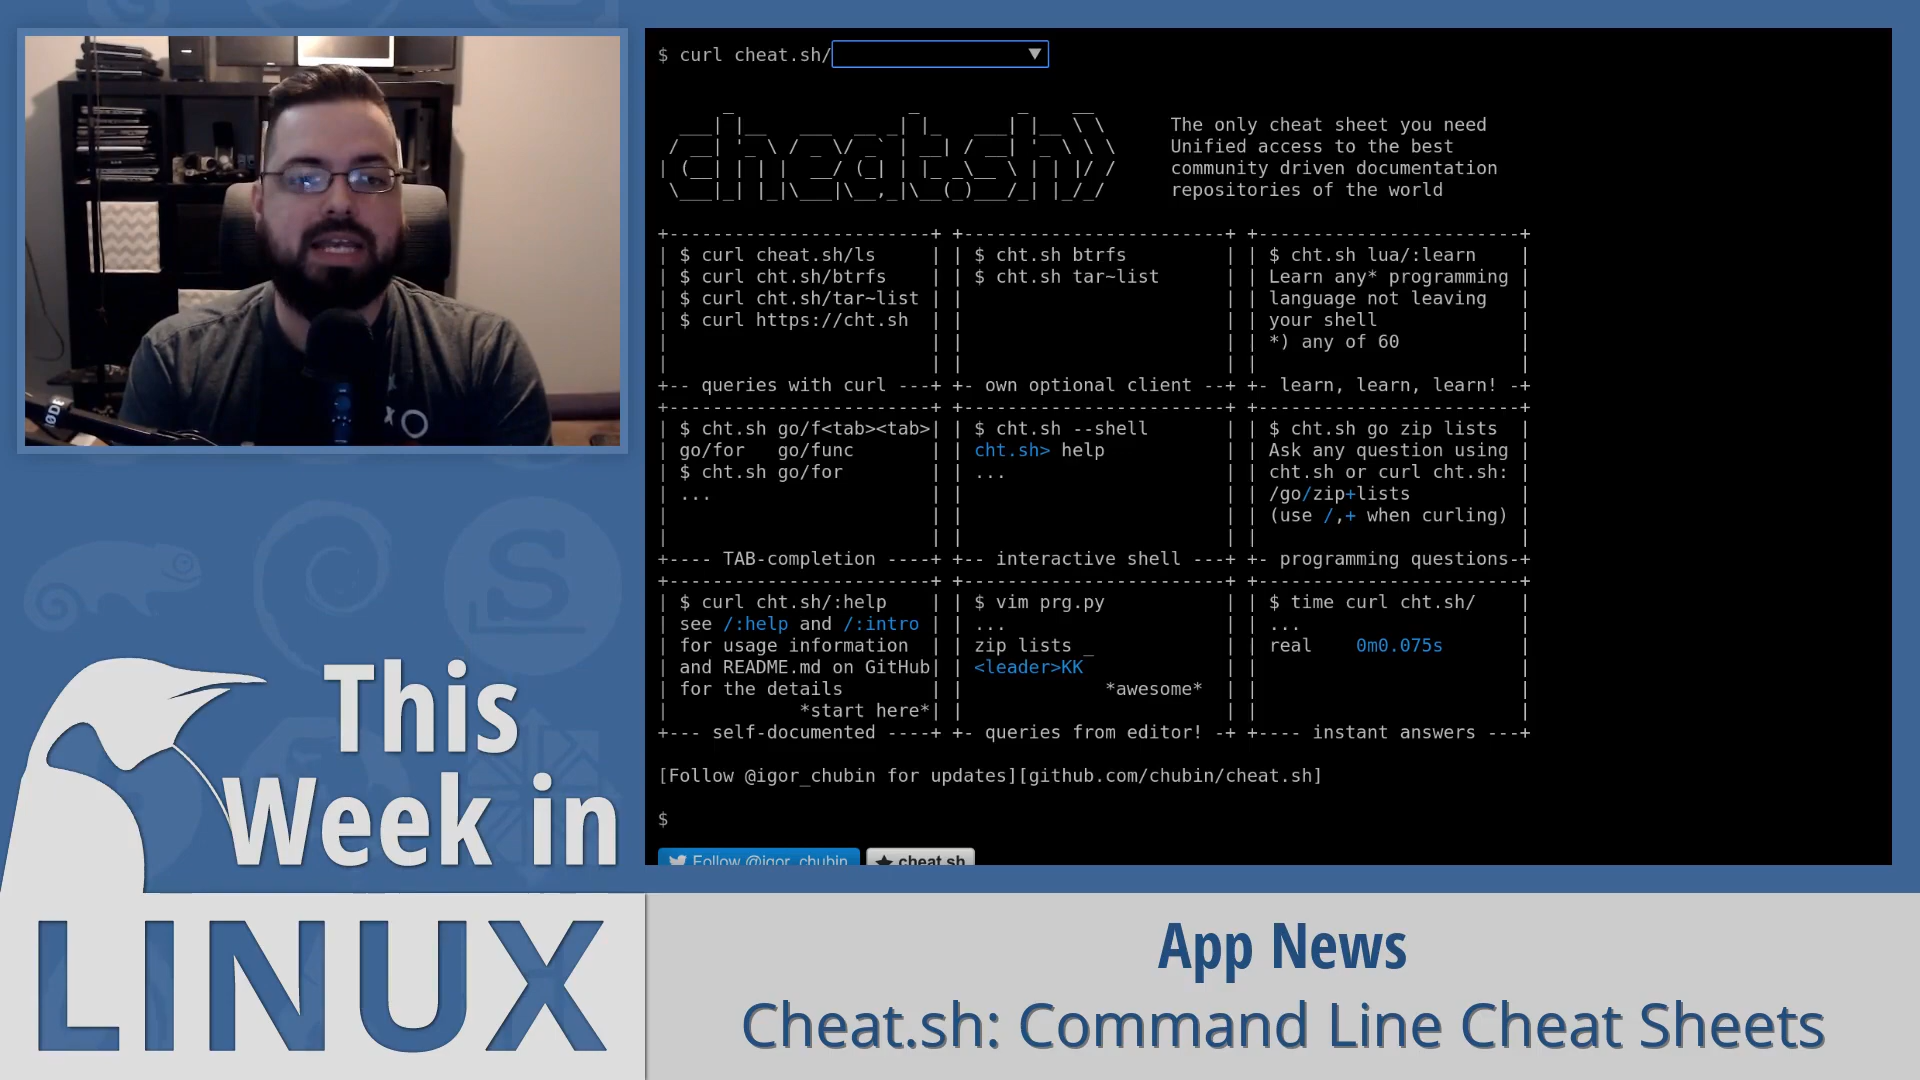 $ curl cheat.sh/
The only cheat sheet you need
Unified access to the best
community driven documentation
repositories of the world
$ curl cheat.sh/ls
$ curl cht.sh/btrfs
$ curl cht.sh/tar~list
$ curl https://cht.sh
queries with curl
$ cht.sh btrfs
$ cht.sh tar~list
own optional client
$ cht.sh lua/:learn
Learn any* programming
language not leaving
your shell
*) any of 60
learn, learn, learn!
$ cht.sh go/f<tab><tab>
go/for   go/func
$ cht.sh go/for
...
TAB-completion
$ cht.sh --shell
cht.sh> help
...
interactive shell
$ cht.sh go zip lists
Ask any question using
cht.sh or curl cht.sh:
/go/zip+lists
(use /,+ when curling)
programming questions
$ curl cht.sh/:help
see /:help and /:intro
for usage information
and README.md on GitHub
for the details
*start here*
self-documented
$ vim prg.py
...
zip lists _
<leader>KK
*awesome*
queries from editor!
$ time curl cht.sh/
...
real    0m0.075s
instant answers
[Follow @igor_chubin for updates][github.com/chubin/cheat.sh]
$
Follow @igor_chubin
cheat.sh
This
Week in
LINUX
App News
Cheat.sh: Command Line Cheat Sheets